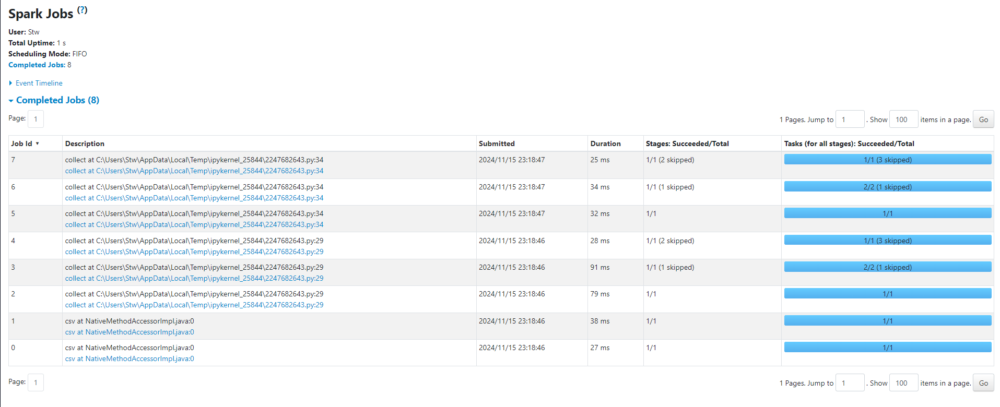 Spark Jobs (?)
User: Stw
Total Uptime: 1 s
Scheduling Mode: FIFO
Completed Jobs: 8
Event Timeline
Completed Jobs (8)
Page: 1 1 Pages. Jump to 1 . Show 100 items in a page. Go
Job Id ▾ Description Submitted Duration Stages: Succeeded/Total Tasks (for all stages): Succeeded/Total
7 collect at C:\Users\Stw\AppData\Local\Temp\ipykernel_25844\2247682643.py:34 2024/11/15 23:18:47 25 ms 1/1 (2 skipped) 1/1 (3 skipped)
collect at C:\Users\Stw\AppData\Local\Temp\ipykernel_25844\2247682643.py:34
6 collect at C:\Users\Stw\AppData\Local\Temp\ipykernel_25844\2247682643.py:34 2024/11/15 23:18:47 34 ms 1/1 (1 skipped) 2/2 (1 skipped)
collect at C:\Users\Stw\AppData\Local\Temp\ipykernel_25844\2247682643.py:34
5 collect at C:\Users\Stw\AppData\Local\Temp\ipykernel_25844\2247682643.py:34 2024/11/15 23:18:47 32 ms 1/1 1/1
collect at C:\Users\Stw\AppData\Local\Temp\ipykernel_25844\2247682643.py:34
4 collect at C:\Users\Stw\AppData\Local\Temp\ipykernel_25844\2247682643.py:29 2024/11/15 23:18:46 28 ms 1/1 (2 skipped) 1/1 (3 skipped)
collect at C:\Users\Stw\AppData\Local\Temp\ipykernel_25844\2247682643.py:29
3 collect at C:\Users\Stw\AppData\Local\Temp\ipykernel_25844\2247682643.py:29 2024/11/15 23:18:46 91 ms 1/1 (1 skipped) 2/2 (1 skipped)
collect at C:\Users\Stw\AppData\Local\Temp\ipykernel_25844\2247682643.py:29
2 collect at C:\Users\Stw\AppData\Local\Temp\ipykernel_25844\2247682643.py:29 2024/11/15 23:18:46 79 ms 1/1 1/1
collect at C:\Users\Stw\AppData\Local\Temp\ipykernel_25844\2247682643.py:29
1 csv at NativeMethodAccessorImpl.java:0 2024/11/15 23:18:46 38 ms 1/1 1/1
csv at NativeMethodAccessorImpl.java:0
0 csv at NativeMethodAccessorImpl.java:0 2024/11/15 23:18:46 27 ms 1/1 1/1
csv at NativeMethodAccessorImpl.java:0
Page: 1 1 Pages. Jump to 1 . Show 100 items in a page. Go